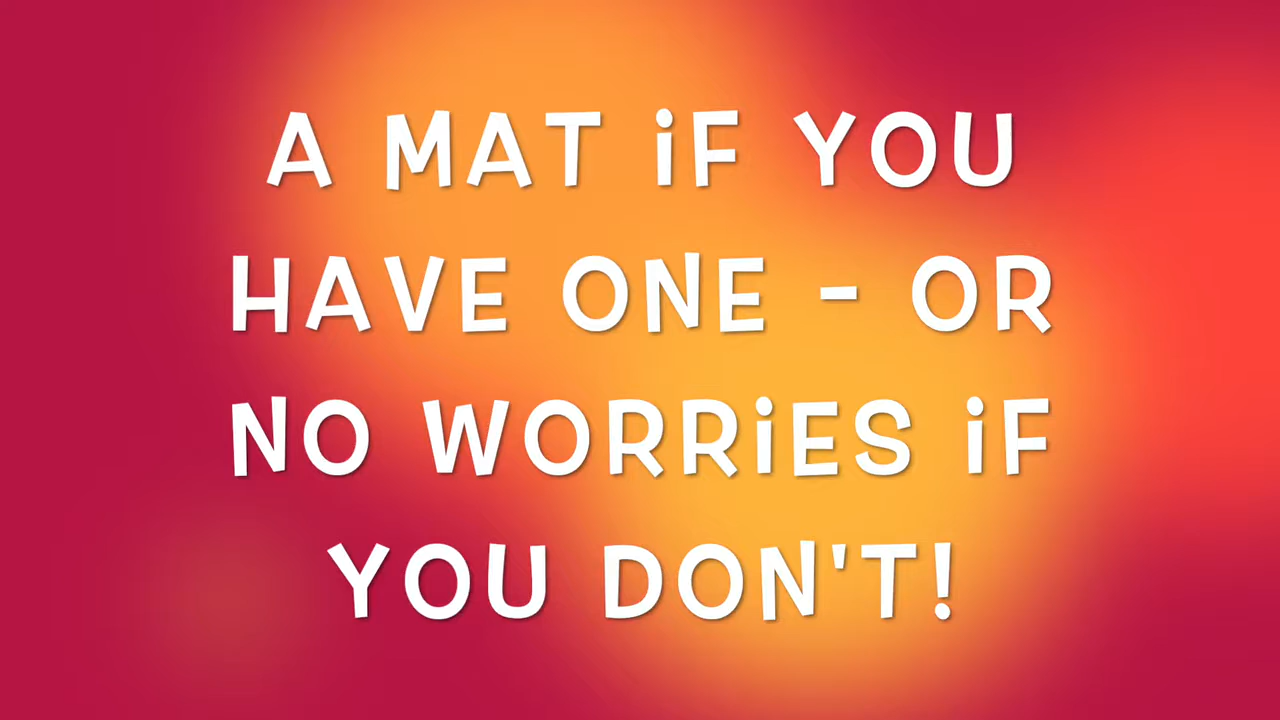 A MAT iF YOU
HAVE ONE - OR
NO WORRiES iF
YOU DON'T!